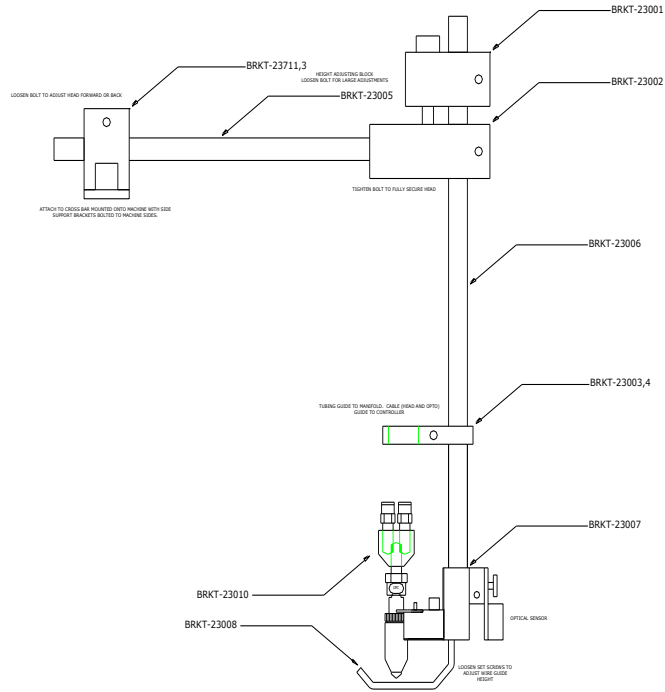 BRKT-23001
BRKT-23711,3
HEIGHT ADJUSTING BLOCK
LOOSEN BOLT FOR LARGE ADJUSTMENTS
BRKT-23002
LOOSEN BOLT TO ADJUST HEAD FORWARD OR BACK
BRKT-23005
TIGHTEN BOLT TO FULLY SECURE HEAD
ATTACH TO CROSS BAR MOUNTED ONTO MACHINE WITH SIDE
SUPPORT BRACKETS BOLTED TO MACHINE SIDES.
BRKT-23006
BRKT-23003,4
TUBING GUIDE TO MANIFOLD. CABLE (HEAD AND OPTO)
GUIDE TO CONTROLLER
BRKT-23007
BRKT-23010
OPTICAL SENSOR
BRKT-23008
LOOSEN SET SCREWS TO
ADJUST WIRE GUIDE
HEIGHT